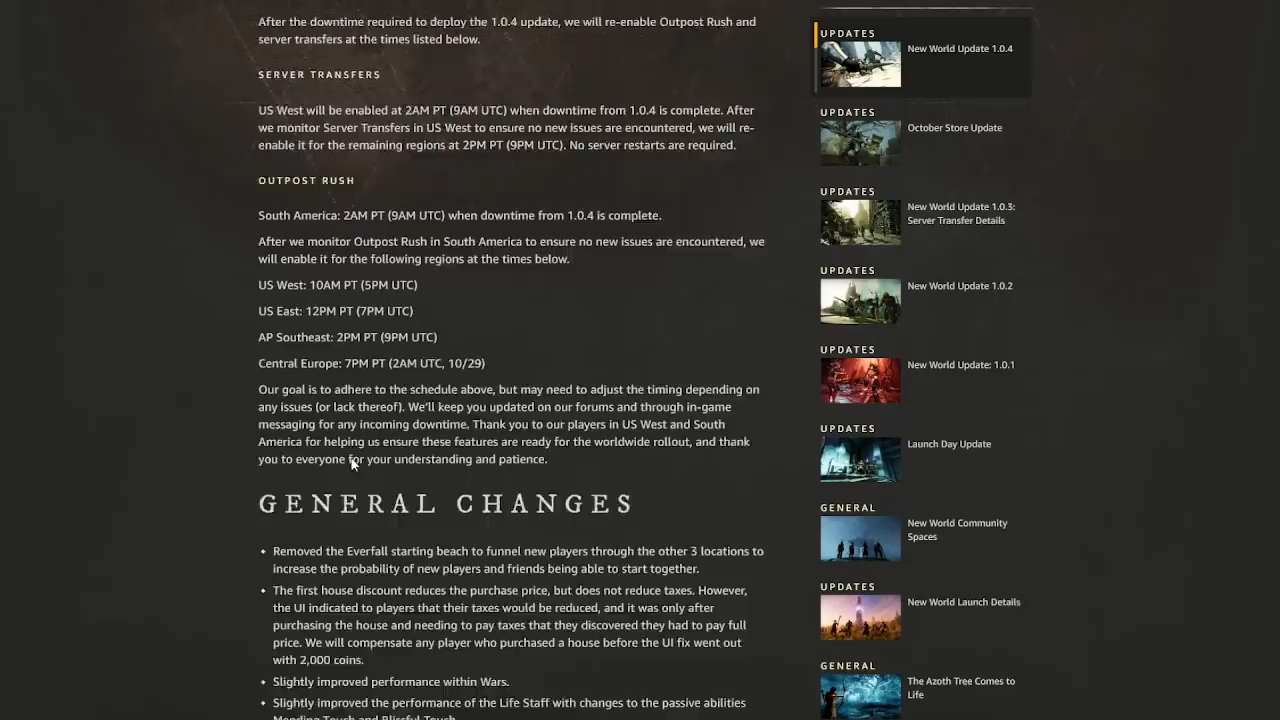 After the downtime required to deploy the 1.0.4 update, we will re-enable Outpost Rush and
server transfers at the times listed below.
SERVER TRANSFERS
US West will be enabled at 2AM PT (9AM UTC) when downtime from 1.0.4 is complete. After
we monitor Server Transfers in US West to ensure no new issues are encountered, we will re-
enable it for the remaining regions at 2PM PT (9PM UTC). No server restarts are required.
OUTPOST RUSH
South America: 2AM PT (9AM UTC) when downtime from 1.0.4 is complete.
After we monitor Outpost Rush in South America to ensure no new issues are encountered, we
will enable it for the following regions at the times below.
US West: 10AM PT (5PM UTC)
US East: 12PM PT (7PM UTC)
AP Southeast: 2PM PT (9PM UTC)
Central Europe: 7PM PT (2AM UTC, 10/29)
Our goal is to adhere to the schedule above, but may need to adjust the timing depending on
any issues (or lack thereof). We'll keep you updated on our forums and through in-game
messaging for any incoming downtime. Thank you to our players in US West and South
America for helping us ensure these features are ready for the worldwide rollout, and thank
you to everyone for your understanding and patience.
GENERAL CHANGES
• Removed the Everfall starting beach to funnel new players through the other 3 locations to
increase the probability of new players and friends being able to start together.
• The first house discount reduces the purchase price, but does not reduce taxes. However,
the UI indicated to players that their taxes would be reduced, and it was only after
purchasing the house and needing to pay taxes that they discovered they had to pay full
price. We will compensate any player who purchased a house before the UI fix went out
with 2,000 coins.
• Slightly improved performance within Wars.
• Slightly improved the performance of the Life Staff with changes to the passive abilities
Mending Touch and Blissful Touch.
UPDATES
New World Update 1.0.4
UPDATES
October Store Update
UPDATES
New World Update 1.0.3:
Server Transfer Details
UPDATES
New World Update 1.0.2
UPDATES
New World Update: 1.0.1
UPDATES
Launch Day Update
GENERAL
New World Community
Spaces
UPDATES
New World Launch Details
GENERAL
The Azoth Tree Comes to
Life